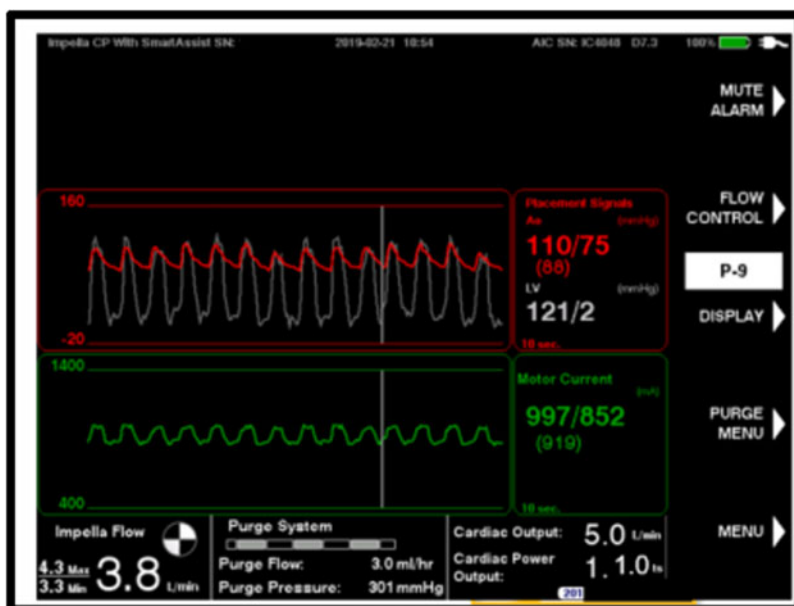 Impella CP With SmartAssist SN: 2019-02-21 10:54 AIC SN: IC4048 D7.3 100%
MUTE ALARM
160
-20
Placement Signals
Ao (mmHg)
110/75
(88)
LV (mmHg)
121/2
10 sec.
FLOW CONTROL
P-9
DISPLAY
1400
400
Motor Current
(mA)
997/852
(919)
10 sec.
PURGE MENU
Impella Flow
4.3 Max
3.3 Min
3.8 L/min
Purge System
Purge Flow: 3.0 ml/hr
Purge Pressure: 301 mmHg
Cardiac Output: 5.0 L/min
Cardiac Power Output: 1.1.0
201
MENU